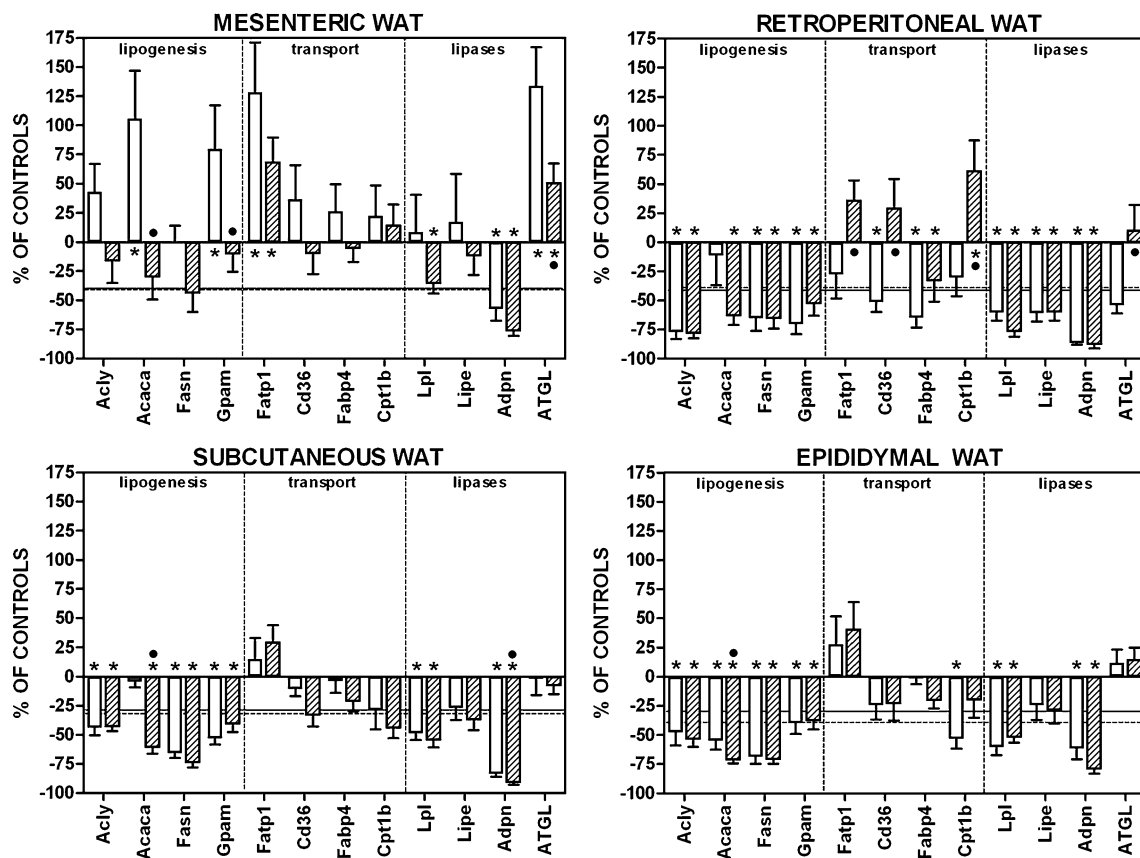 MESENTERIC WAT
% OF CONTROLS
175
150
125
100
75
50
25
0
-25
-50
-75
-100
lipogenesis
transport
lipases
Acly
Acaca
Fasn
Gpam
Fatp1
Cd36
Fabp4
Cpt1b
Lpl
Lipe
Adpn
ATGL
RETROPERITONEAL WAT
% OF CONTROLS
175
150
125
100
75
50
25
0
-25
-50
-75
-100
lipogenesis
transport
lipases
Acly
Acaca
Fasn
Gpam
Fatp1
Cd36
Fabp4
Cpt1b
Lpl
Lipe
Adpn
ATGL
SUBCUTANEOUS WAT
% OF CONTROLS
175
150
125
100
75
50
25
0
-25
-50
-75
-100
lipogenesis
transport
lipases
Acly
Acaca
Fasn
Gpam
Fatp1
Cd36
Fabp4
Cpt1b
Lpl
Lipe
Adpn
ATGL
EPIDIDYMAL WAT
% OF CONTROLS
175
150
125
100
75
50
25
0
-25
-50
-75
-100
lipogenesis
transport
lipases
Acly
Acaca
Fasn
Gpam
Fatp1
Cd36
Fabp4
Cpt1b
Lpl
Lipe
Adpn
ATGL